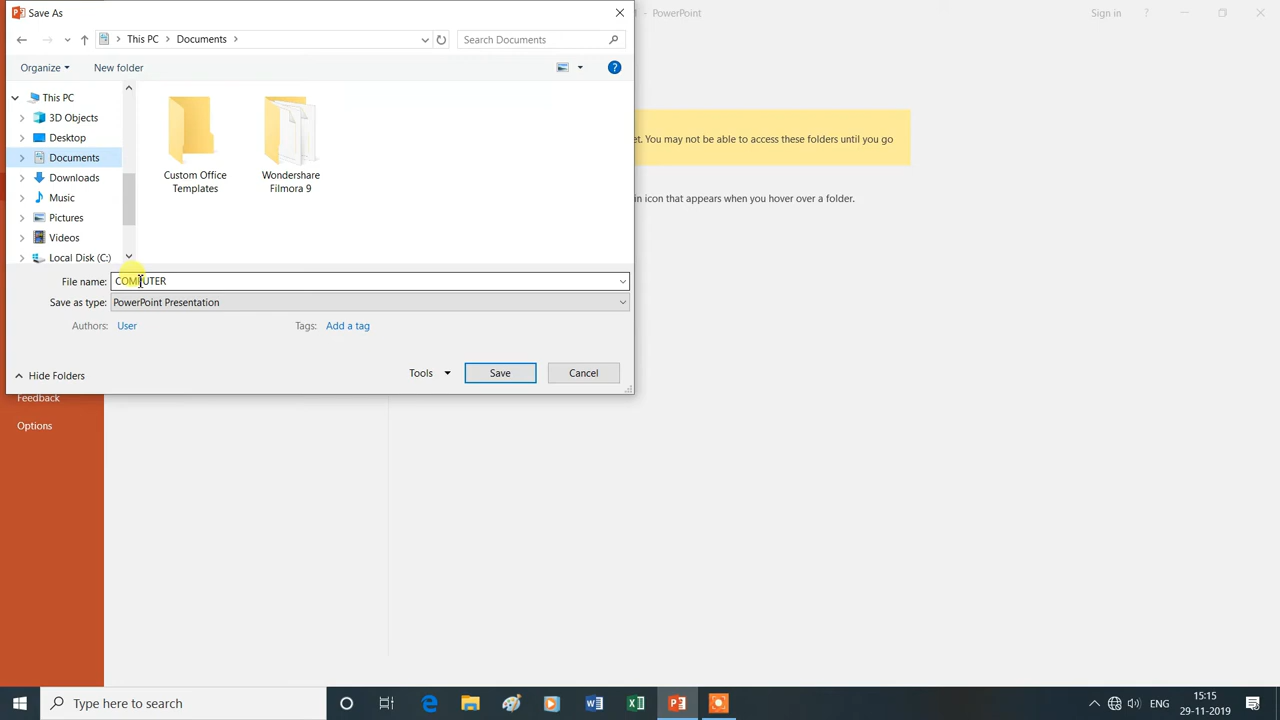 Save As
M - PowerPoint
Sign in
?
This PC
Documents
Search Documents
Organize
New folder
?
This PC
3D Objects
Desktop
Documents
Downloads
Music
Pictures
Videos
Local Disk (C:)
Custom Office
Templates
Wondershare
Filmora 9
et. You may not be able to access these folders until you go
in icon that appears when you hover over a folder.
File name:
COMPUTER
Save as type:
PowerPoint Presentation
Authors:
User
Tags:
Add a tag
Hide Folders
Tools
Save
Cancel
Feedback
Options
Type here to search
ENG
15:15
29-11-2019